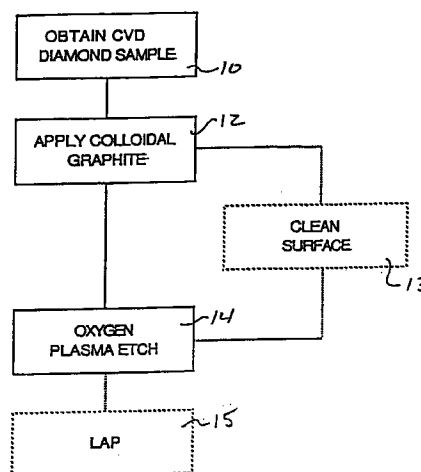 OBTAIN CVD
DIAMOND SAMPLE
10
12
APPLY COLLOIDAL
GRAPHITE
CLEAN
SURFACE
13
14
OXYGEN
PLASMA ETCH
15
LAP